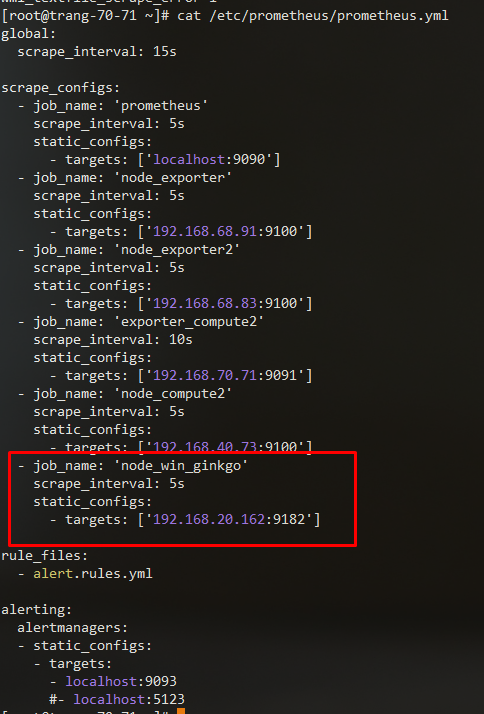 wmi_textfile_scrape_error 1
[root@trang-70-71 ~]# cat /etc/prometheus/prometheus.yml
global:
  scrape_interval: 15s

scrape_configs:
  - job_name: 'prometheus'
    scrape_interval: 5s
    static_configs:
      - targets: ['localhost:9090']
  - job_name: 'node_exporter'
    scrape_interval: 5s
    static_configs:
      - targets: ['192.168.68.91:9100']
  - job_name: 'node_exporter2'
    scrape_interval: 5s
    static_configs:
      - targets: ['192.168.68.83:9100']
  - job_name: 'exporter_compute2'
    scrape_interval: 10s
    static_configs:
      - targets: ['192.168.70.71:9091']
  - job_name: 'node_compute2'
    scrape_interval: 5s
    static_configs:
      - targets: ['192.168.40.73:9100']
  - job_name: 'node_win_ginkgo'
    scrape_interval: 5s
    static_configs:
      - targets: ['192.168.20.162:9182']

rule_files:
  - alert.rules.yml

alerting:
  alertmanagers:
  - static_configs:
    - targets:
      - localhost:9093
      #- localhost:5123